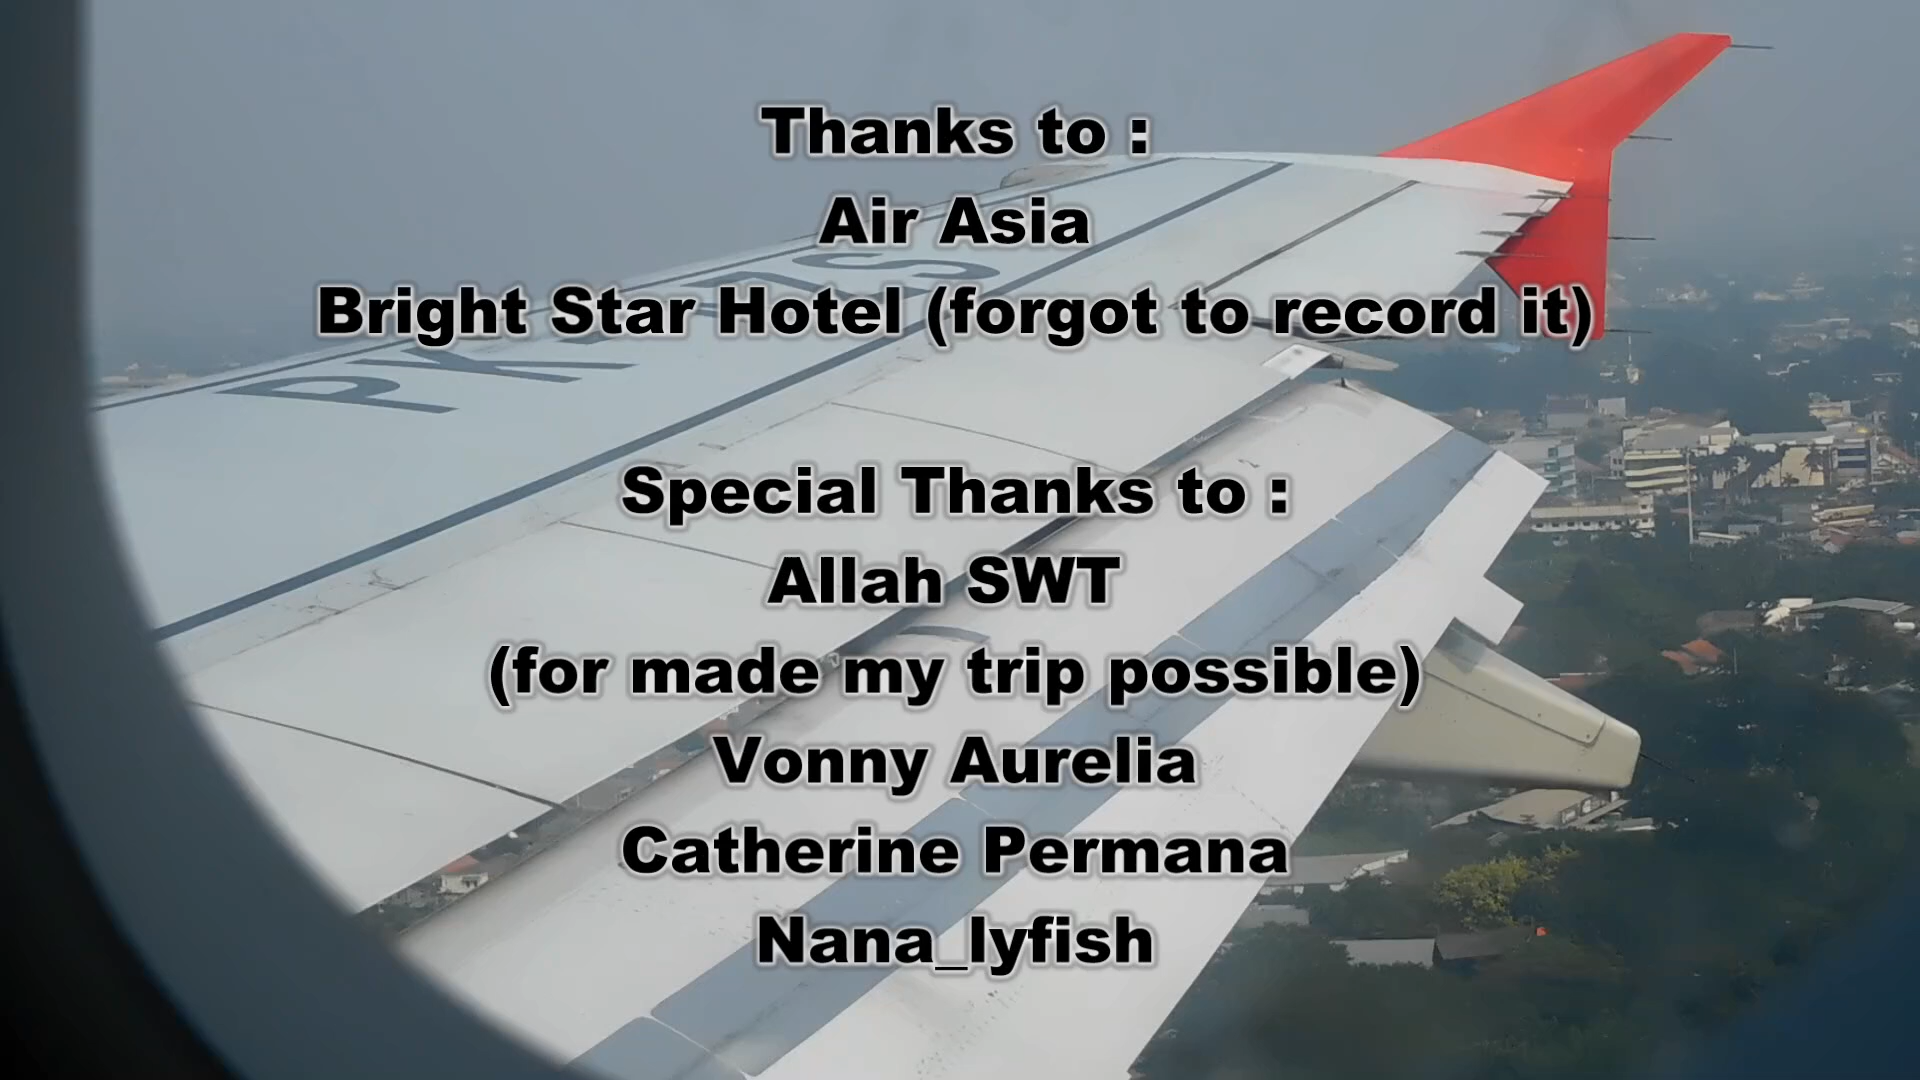 Thanks to :
Air Asia
Bright Star Hotel (forgot to record it)
Special Thanks to :
Allah SWT
(for made my trip possible)
Vonny Aurelia
Catherine Permana
Nana_lyfish